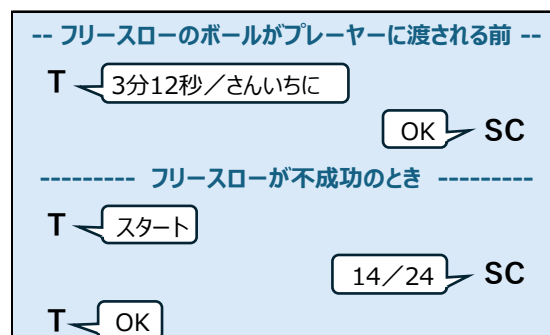 -- フリースローのボールがプレーヤーに渡される前 --
T 3分12秒／さんいちに
OK SC
--------- フリースローが不成功のとき ---------
T スタート
14／24 SC
T OK